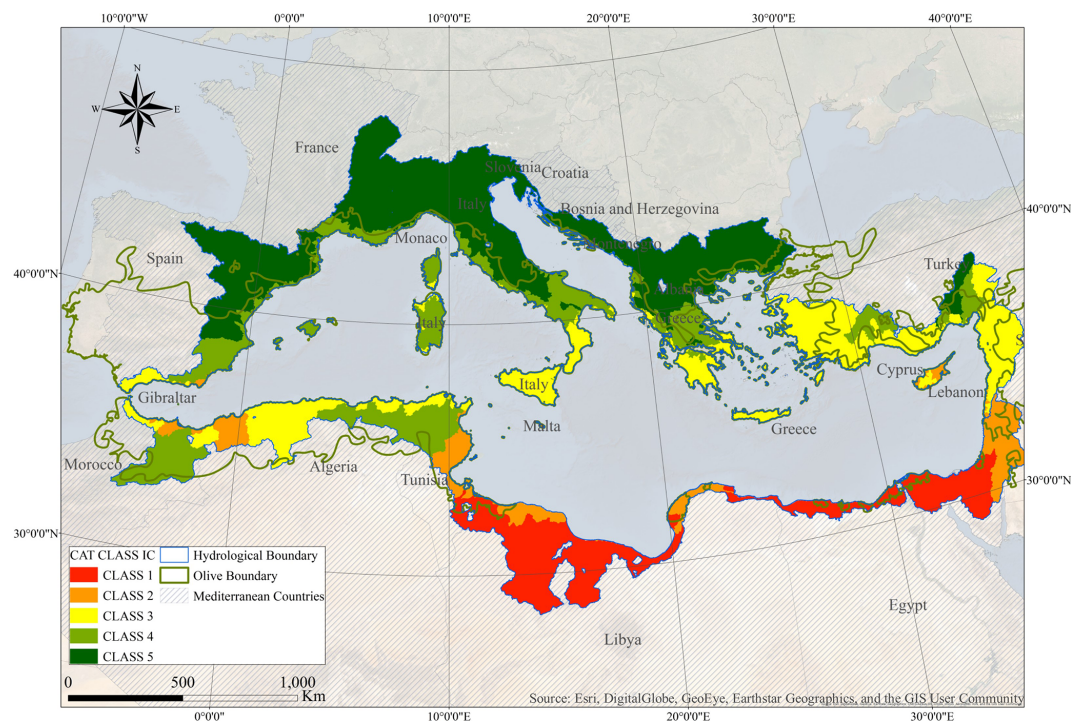 10°0'0"W 0°0'0"E 10°0'0"E 20°0'0"E 30°0'0"E 40°0'0"E
N
W E
S
France
Slovenia
Croatia
Italy
Bosnia and Herzegovina
40°0'0"N
Monaco
Montenegro
Spain
Turkey
40°0'0"N
Albania
Italy
Greece
Cyprus
Italy
Lebanon
Gibraltar
Malta
Greece
Morocco
Algeria
Tunisia
30°0'0"N
30°0'0"N
CAT CLASS IC
CLASS 1
CLASS 2
CLASS 3
CLASS 4
CLASS 5
Hydrological Boundary
Olive Boundary
Mediterranean Countries
Egypt
Libya
0 500 1,000
Km
Source: Esri, DigitalGlobe, GeoEye, Earthstar Geographics, and the GIS User Community
0°0'0"E 10°0'0"E 20°0'0"E 30°0'0"E